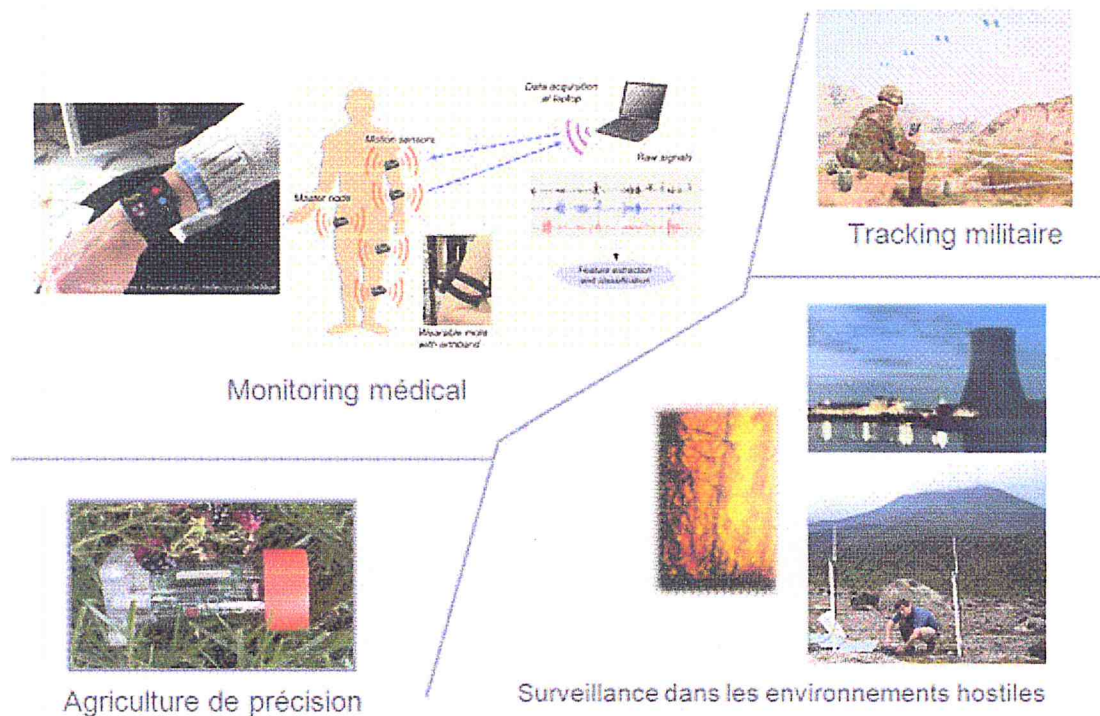 Data acquisition
at laptop
Motion sensors
Raw signals
Master node
Feature extraction
and classification
Wearable mote
with armband
Tracking militaire
Monitoring médical
Agriculture de précision
Surveillance dans les environnements hostiles